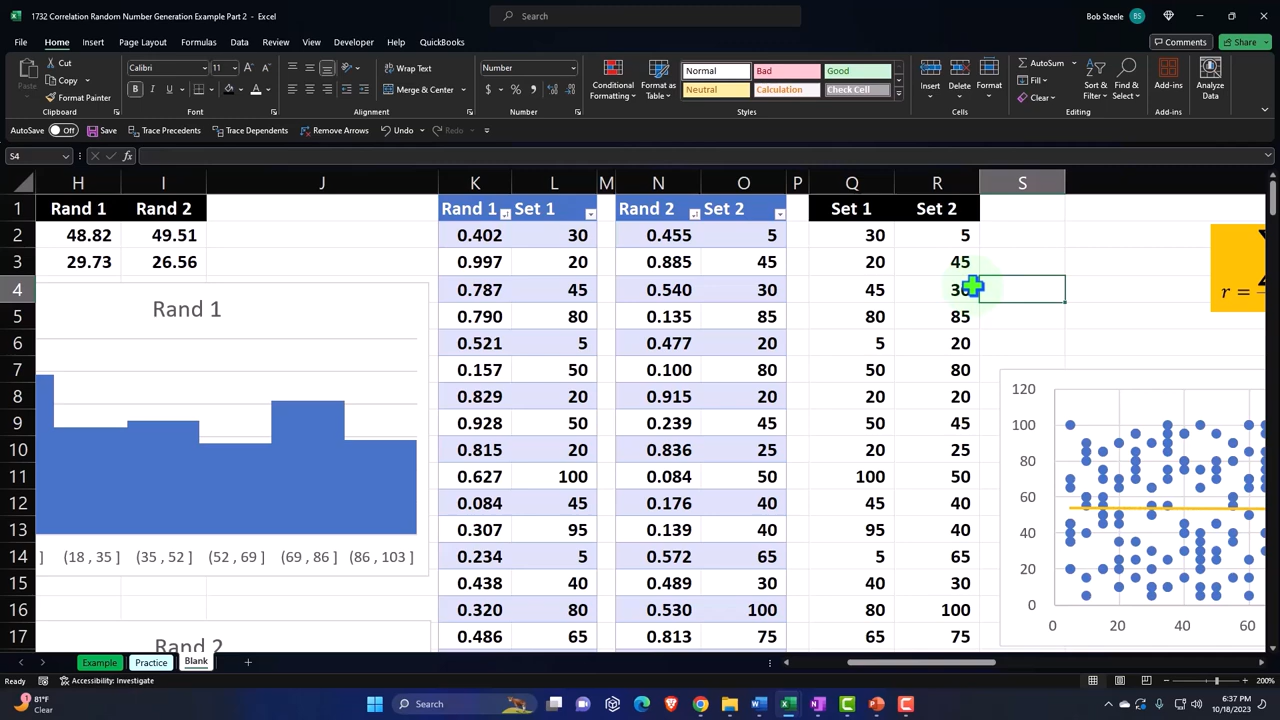 1732 Correlation Random Number Generation Example Part 2 - Excel
Search
Bob Steele BS
File Home Insert Page Layout Formulas Data Review View Developer Help QuickBooks
Comments Share
Paste Cut Copy Format Painter Clipboard
Calibri 11 B I U A A Font
Wrap Text Merge & Center Alignment
Number $ % 9 Number
Conditional Formatting Format as Table
Normal Bad Good Neutral Calculation Check Cell Styles
Insert Delete Format Cells
AutoSum Fill Clear Sort & Filter Find & Select Editing
Add-ins Add-ins
Analyze Data
AutoSave Off Save Trace Precedents Trace Dependents Remove Arrows Undo Redo
S4 fx
H I J K L M N O P Q R S
1 Rand 1 Rand 2 Rand 1 Set 1 Rand 2 Set 2 Set 1 Set 2
2 48.82 49.51 0.402 30 0.455 5 30 5
3 29.73 26.56 0.997 20 0.885 45 20 45
4 0.787 45 0.540 30 45 30
5 0.790 80 0.135 85 80 85
6 0.521 5 0.477 20 5 20
7 0.157 50 0.100 80 50 80
8 0.829 20 0.915 20 20 20
9 0.928 50 0.239 45 50 45
10 0.815 20 0.836 25 20 25
11 0.627 100 0.084 50 100 50
12 0.084 45 0.176 40 45 40
13 0.307 95 0.139 40 95 40
14 0.234 5 0.572 65 5 65
15 0.438 40 0.489 30 40 30
16 0.320 80 0.530 100 80 100
17 0.486 65 0.813 75 65 75
Rand 1
] (18 , 35 ] (35 , 52 ] (52 , 69 ] (69 , 86 ] (86 , 103 ]
Rand 2
r =
120
100
80
60
40
20
0
0 20 40 60
Example Practice Blank
Ready Accessibility: Investigate 200%
81°F
Clear
Search
6:37 PM
10/18/2023